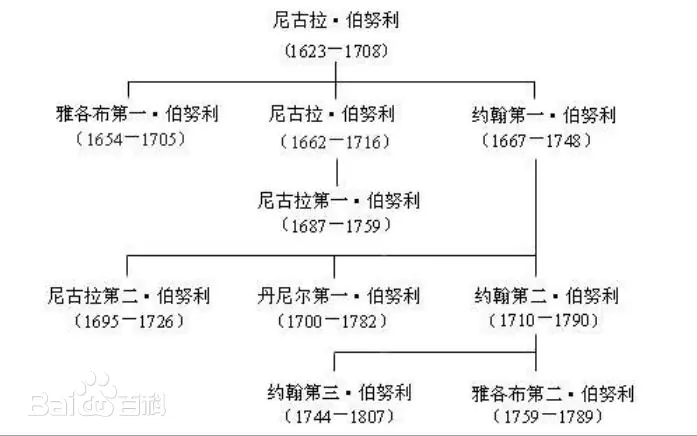 尼古拉·伯努利
(1623—1708)
雅各布第一·伯努利 尼古拉·伯努利 约翰第一·伯努利
(1654—1705) (1662—1716) (1667—1748)
尼古拉第一·伯努利
(1687—1759)
尼古拉第二·伯努利 丹尼尔第一·伯努利 约翰第二·伯努利
(1695—1726) (1700—1782) (1710—1790)
约翰第三·伯努利 雅各布第二·伯努利
(1744—1807) (1759—1789)
Baidu百科